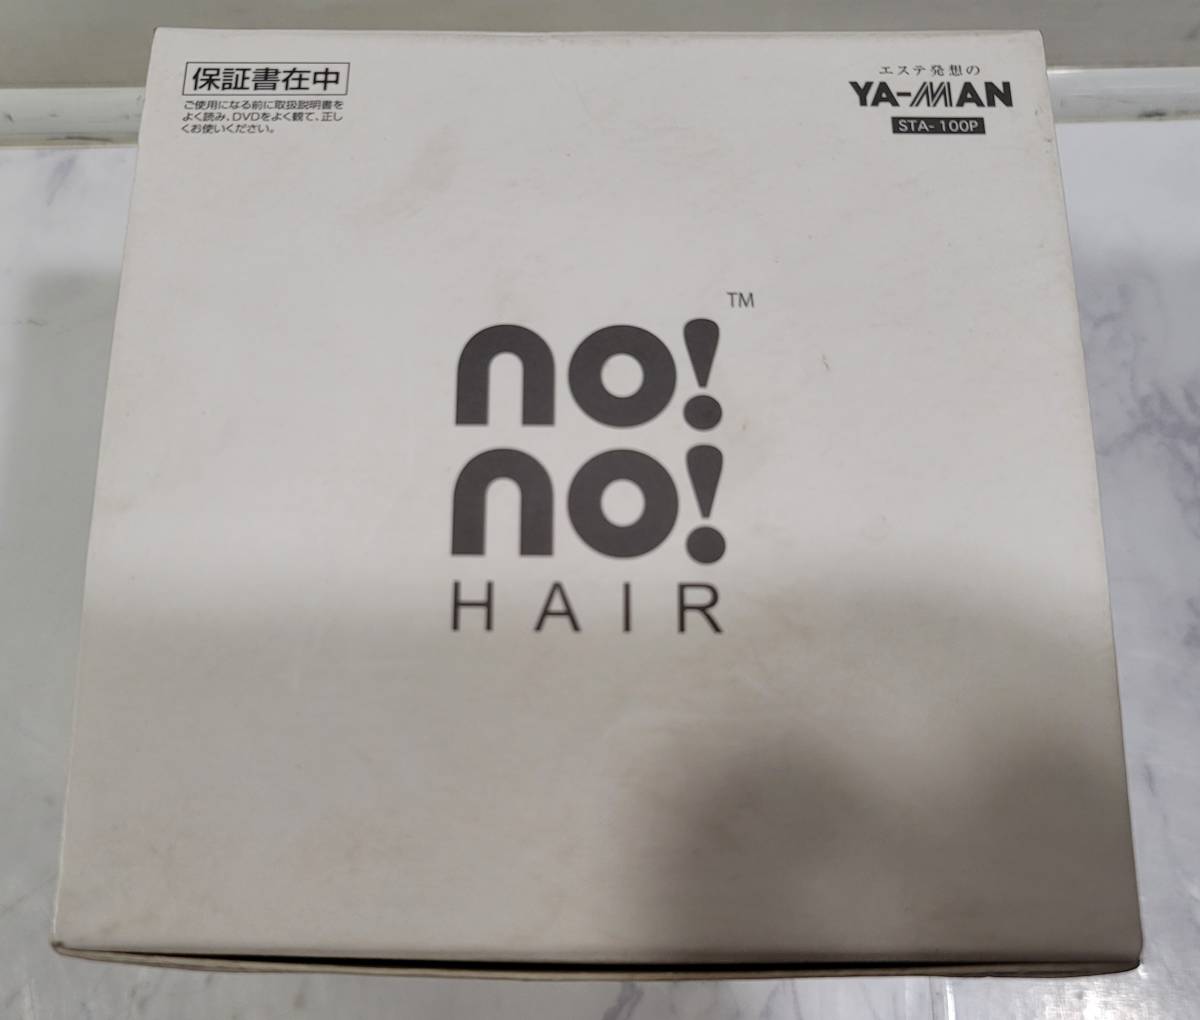 保証書在中
ご使用になる前に取扱説明書を
よく読み、DVDをよく観て、正し
くお使いください。
エステ発想の
YA-MAN
STA-100P
no!™
no!
HAIR